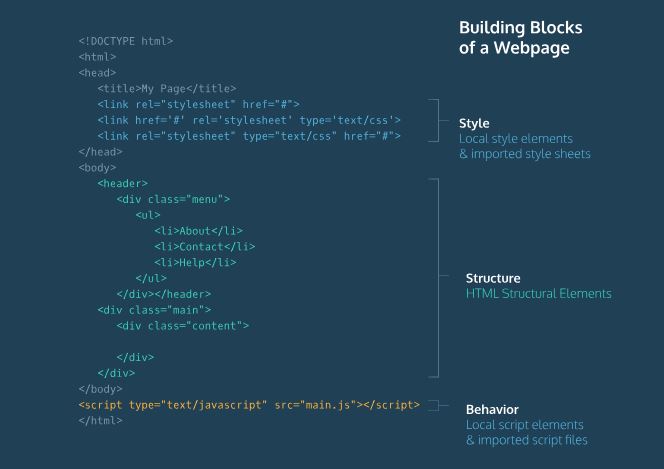 Building Blocks
of a Webpage
<!DOCTYPE html>
<html>
<head>
<title>My Page</title>
<link rel="stylesheet" href="#">
<link href='#' rel='stylesheet' type='text/css'>
<link rel="stylesheet" type="text/css" href="#">
</head>
<body>
<header>
<div class="menu">
<ul>
<li>About</li>
<li>Contact</li>
<li>Help</li>
</ul>
</div></header>
<div class="main">
<div class="content">
</div>
</div>
</body>
<script type="text/javascript" src="main.js"></script>
</html>
Style
Local style elements
& imported style sheets
Structure
HTML Structural Elements
Behavior
Local script elements
& imported script files